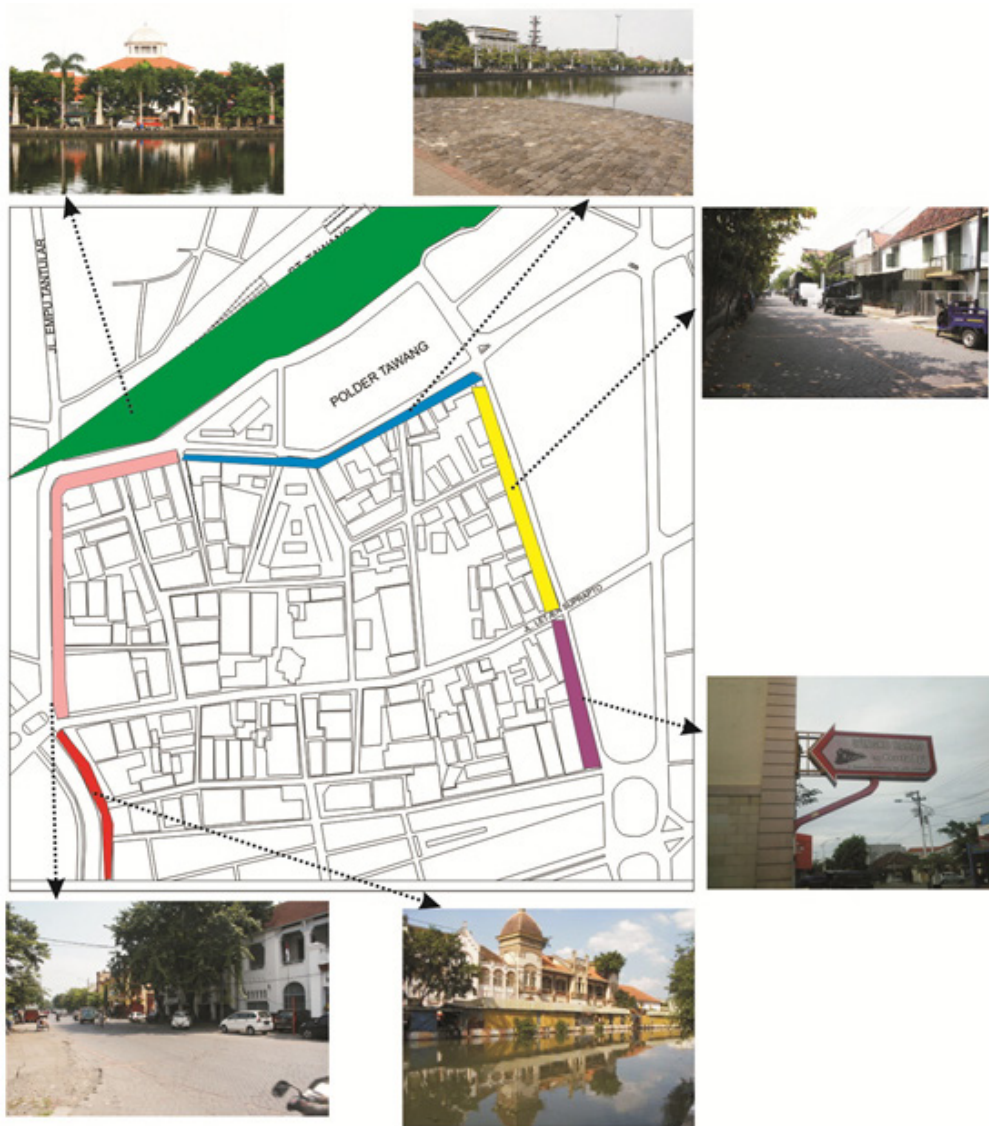 ST. TAWANG
JL. EMPU TANTULAR
POLDER TAWANG
JL. LETJEN SUPRAPTO